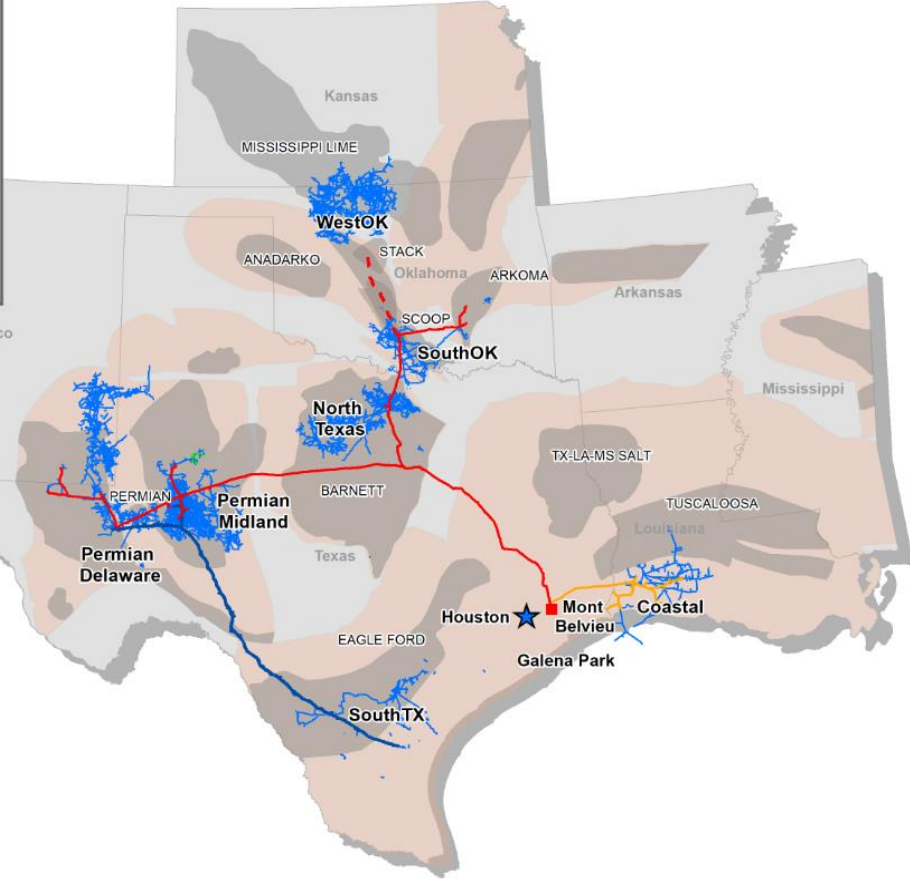 Kansas
MISSISSIPPI LIME
WestOK
STACK
ANADARKO
Oklahoma
ARKOMA
Arkansas
SCOOP
co
SouthOK
Mississippi
North
Texas
TX-LA-MS SALT
BARNETT
PERMIAN
Permian
Midland
TUSCALOOSA
Louisiana
Permian
Delaware
Texas
Houston
Mont
Belvieu
Coastal
EAGLE FORD
Galena Park
SouthTX